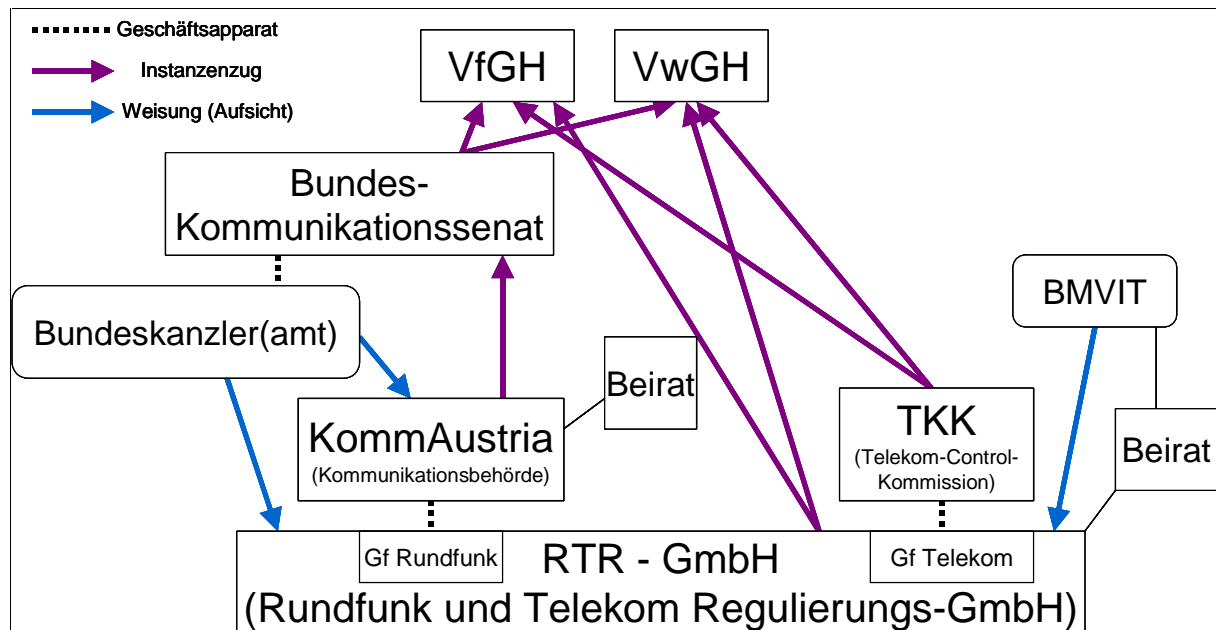 Geschäftsapparat
Instanzenzug
Weisung (Aufsicht)
VfGH
VwGH
Bundes-
Kommunikationssenat
Bundeskanzler(amt)
BMVIT
Beirat
KommAustria
(Kommunikationsbehörde)
TKK
(Telekom-Control-
Kommission)
Beirat
Gf Rundfunk
RTR - GmbH
Gf Telekom
(Rundfunk und Telekom Regulierungs-GmbH)